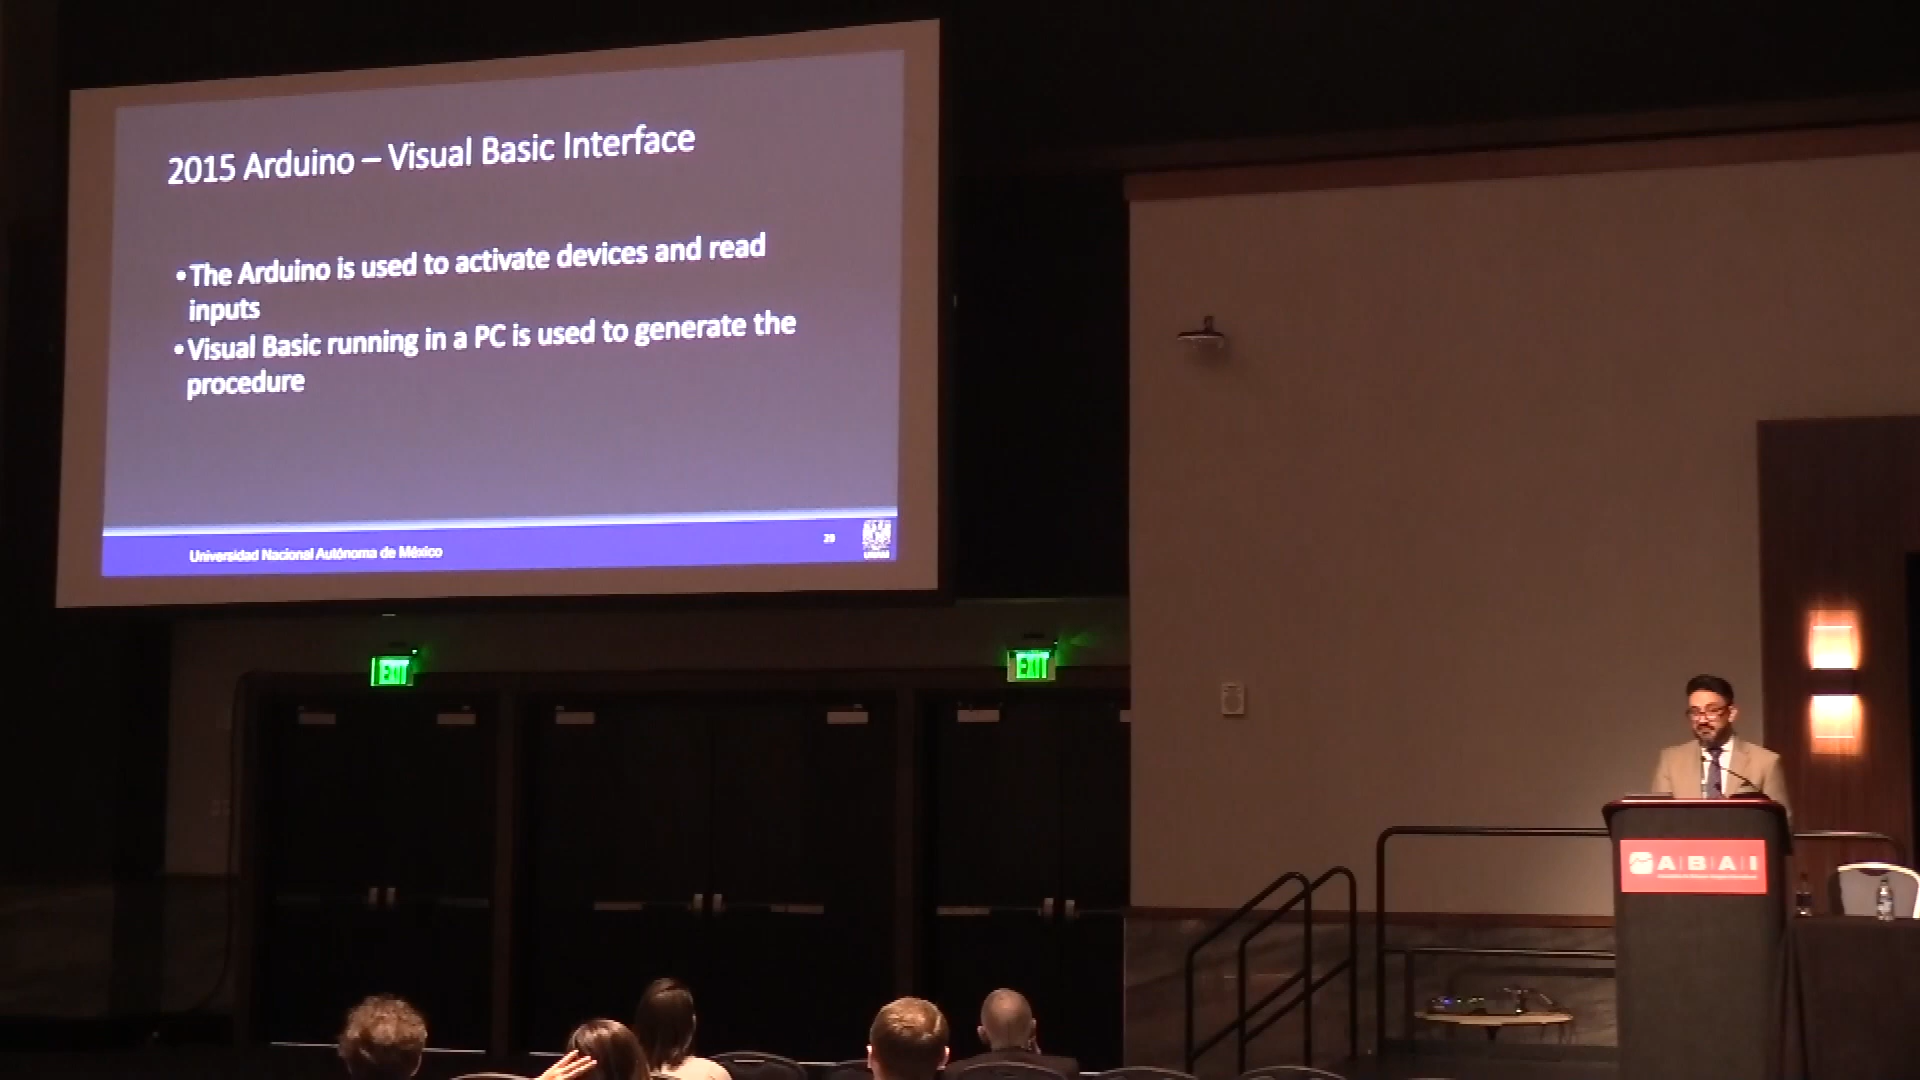 2015 Arduino – Visual Basic Interface
•The Arduino is used to activate devices and read
inputs
•Visual Basic running in a PC is used to generate the
procedure
Universidad Nacional Autónoma de México
29
EXIT
EXIT
A|B|A|I